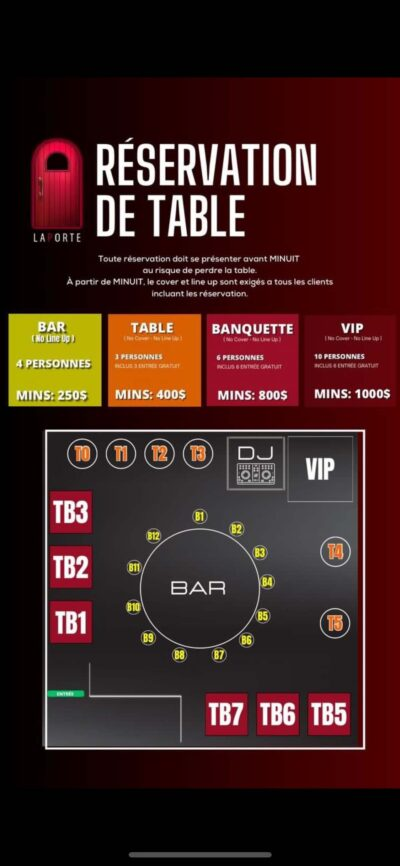 RÉSERVATION
DE TABLE
LAPORTE
Toute réservation doit se présenter avant MINUIT
au risque de perdre la table.
À partir de MINUIT, le cover et line up sont exigés a tous les clients
incluant les réservation.
BAR
( No Line Up )
4 PERSONNES
MINS: 250$
TABLE
( No Cover - No Line Up )
3 PERSONNES
INCLUS 3 ENTRÉE GRATUIT
MINS: 400$
BANQUETTE
( No Cover - No Line Up )
6 PERSONNES
INCLUS 6 ENTRÉE GRATUIT
MINS: 800$
VIP
( No Cover - No Line Up )
10 PERSONNES
INCLUS 6 ENTRÉE GRATUIT
MINS: 1000$
T0 T1 T2 T3
DJ
VIP
TB3
TB2
TB1
B1
B2
B3
B4
B5
B6
B7
B8
B9
B10
B11
B12
BAR
T4
T5
ENTRÉE
TB7 TB6 TB5